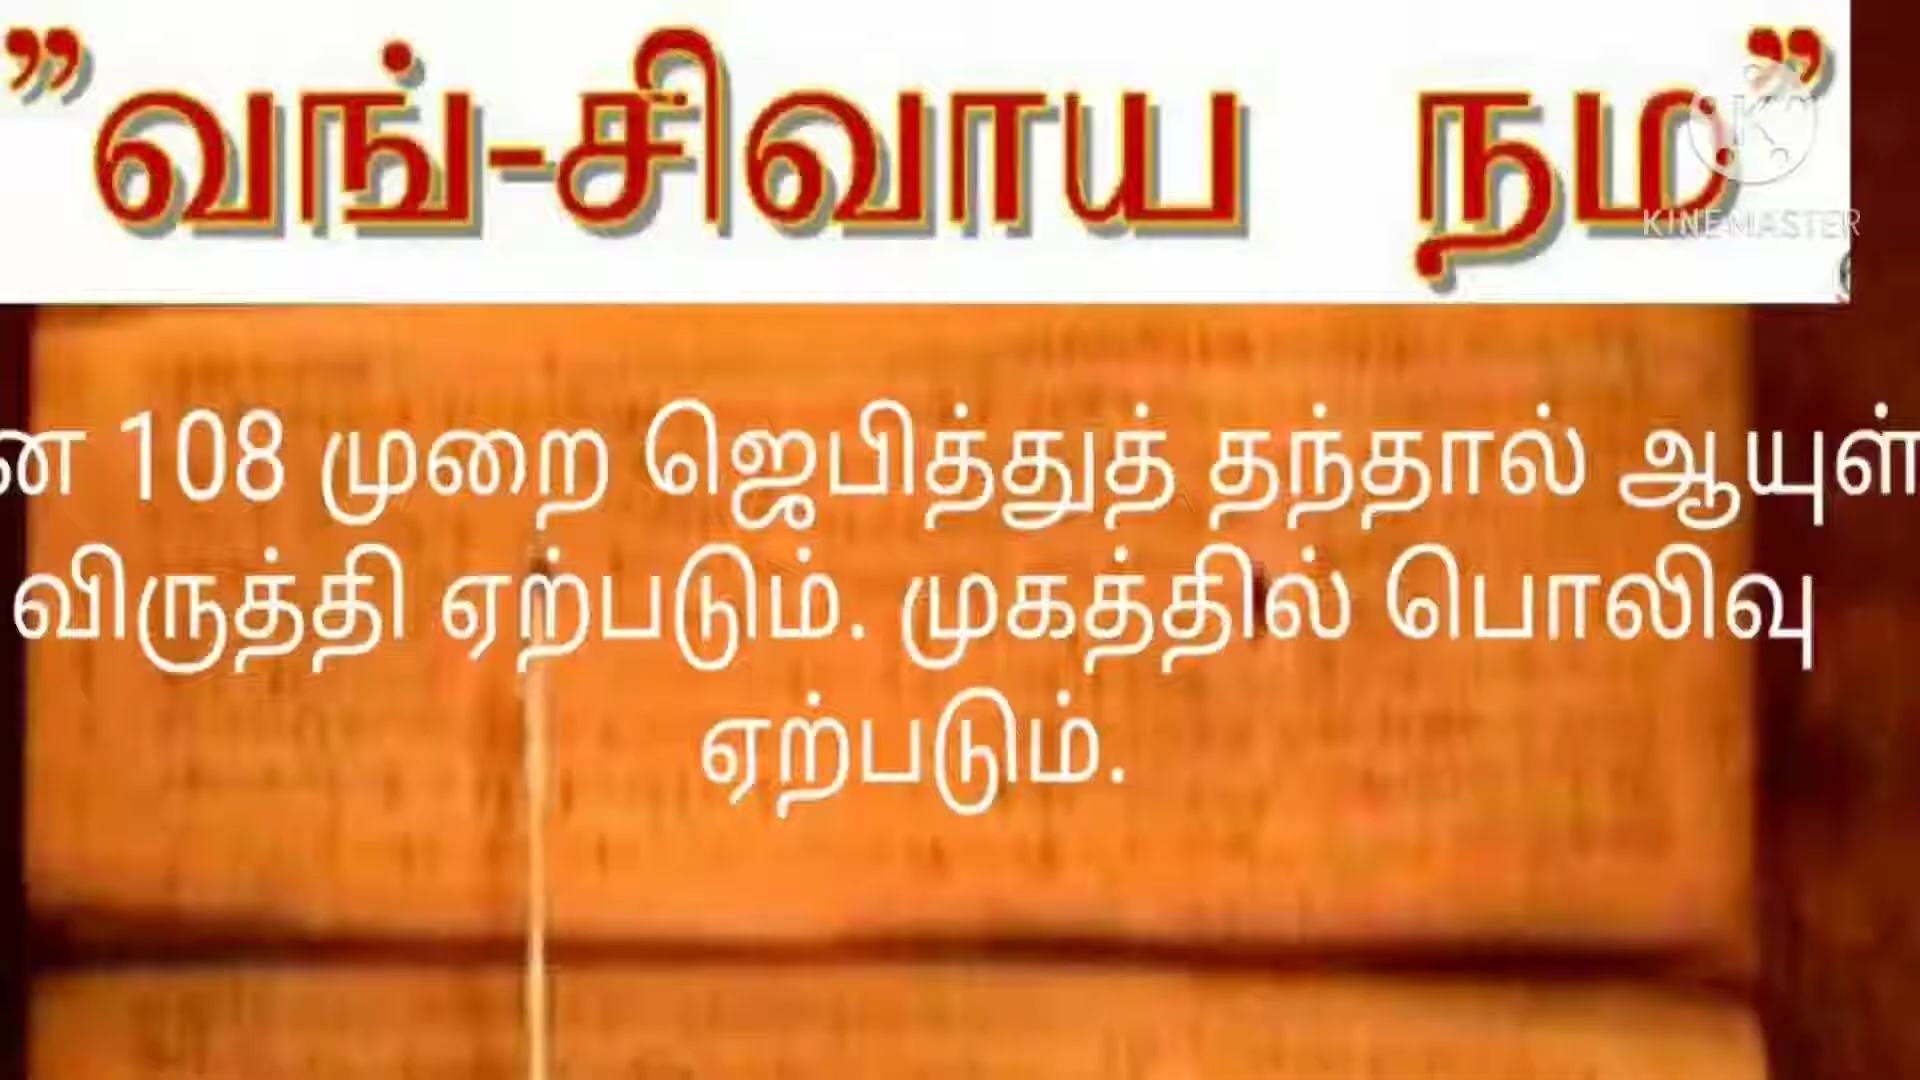 ”வங்-சிவாய நம”
KINEMASTER
ன 108 முறை ஜெபித்துத் தந்தால் ஆயுள்
விருத்தி ஏற்படும். முகத்தில் பொலிவு
ஏற்படும்.